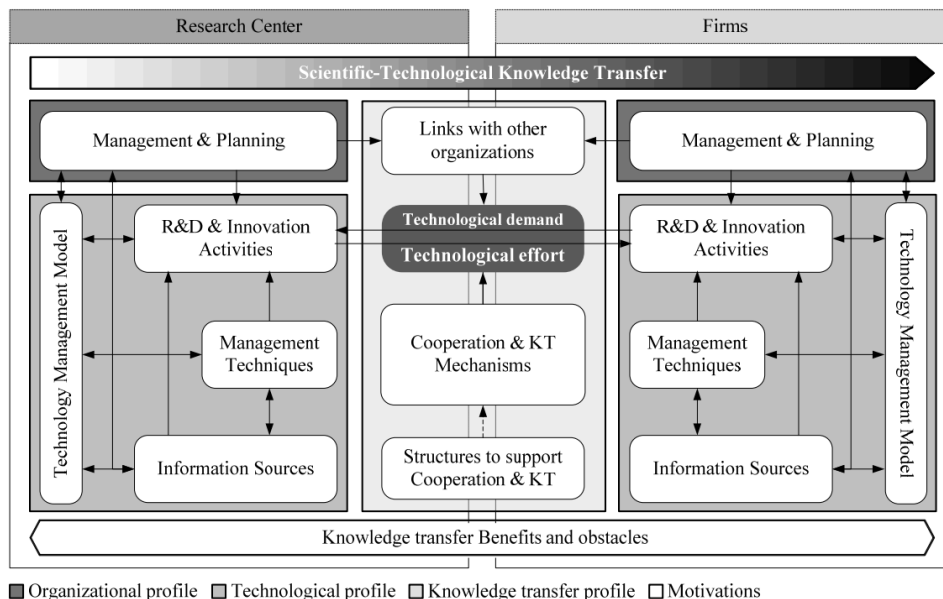 Research Center
Firms
Scientific-Technological Knowledge Transfer
Management & Planning
Links with other
organizations
Management & Planning
Technology Management Model
R&D & Innovation
Activities
Technological demand
Technological effort
R&D & Innovation
Activities
Technology Management Model
Management
Techniques
Cooperation & KT
Mechanisms
Management
Techniques
Information Sources
Structures to support
Cooperation & KT
Information Sources
Knowledge transfer Benefits and obstacles
Organizational profile
Technological profile
Knowledge transfer profile
Motivations